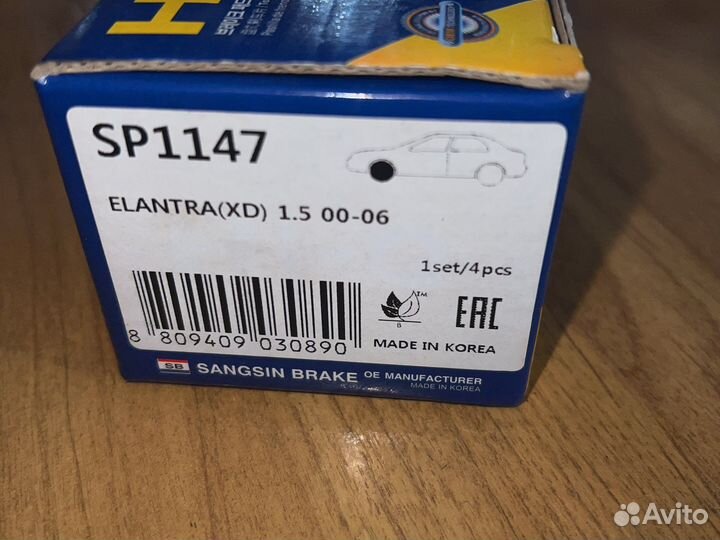 H
SP1147
ELANTRA(XD) 1.5 00-06
1set/4pcs
TM
B
EAC
8 809409 030890
MADE IN KOREA
SB SANGSIN BRAKE OE MANUFACTURER
MADE IN KOREA
Avito